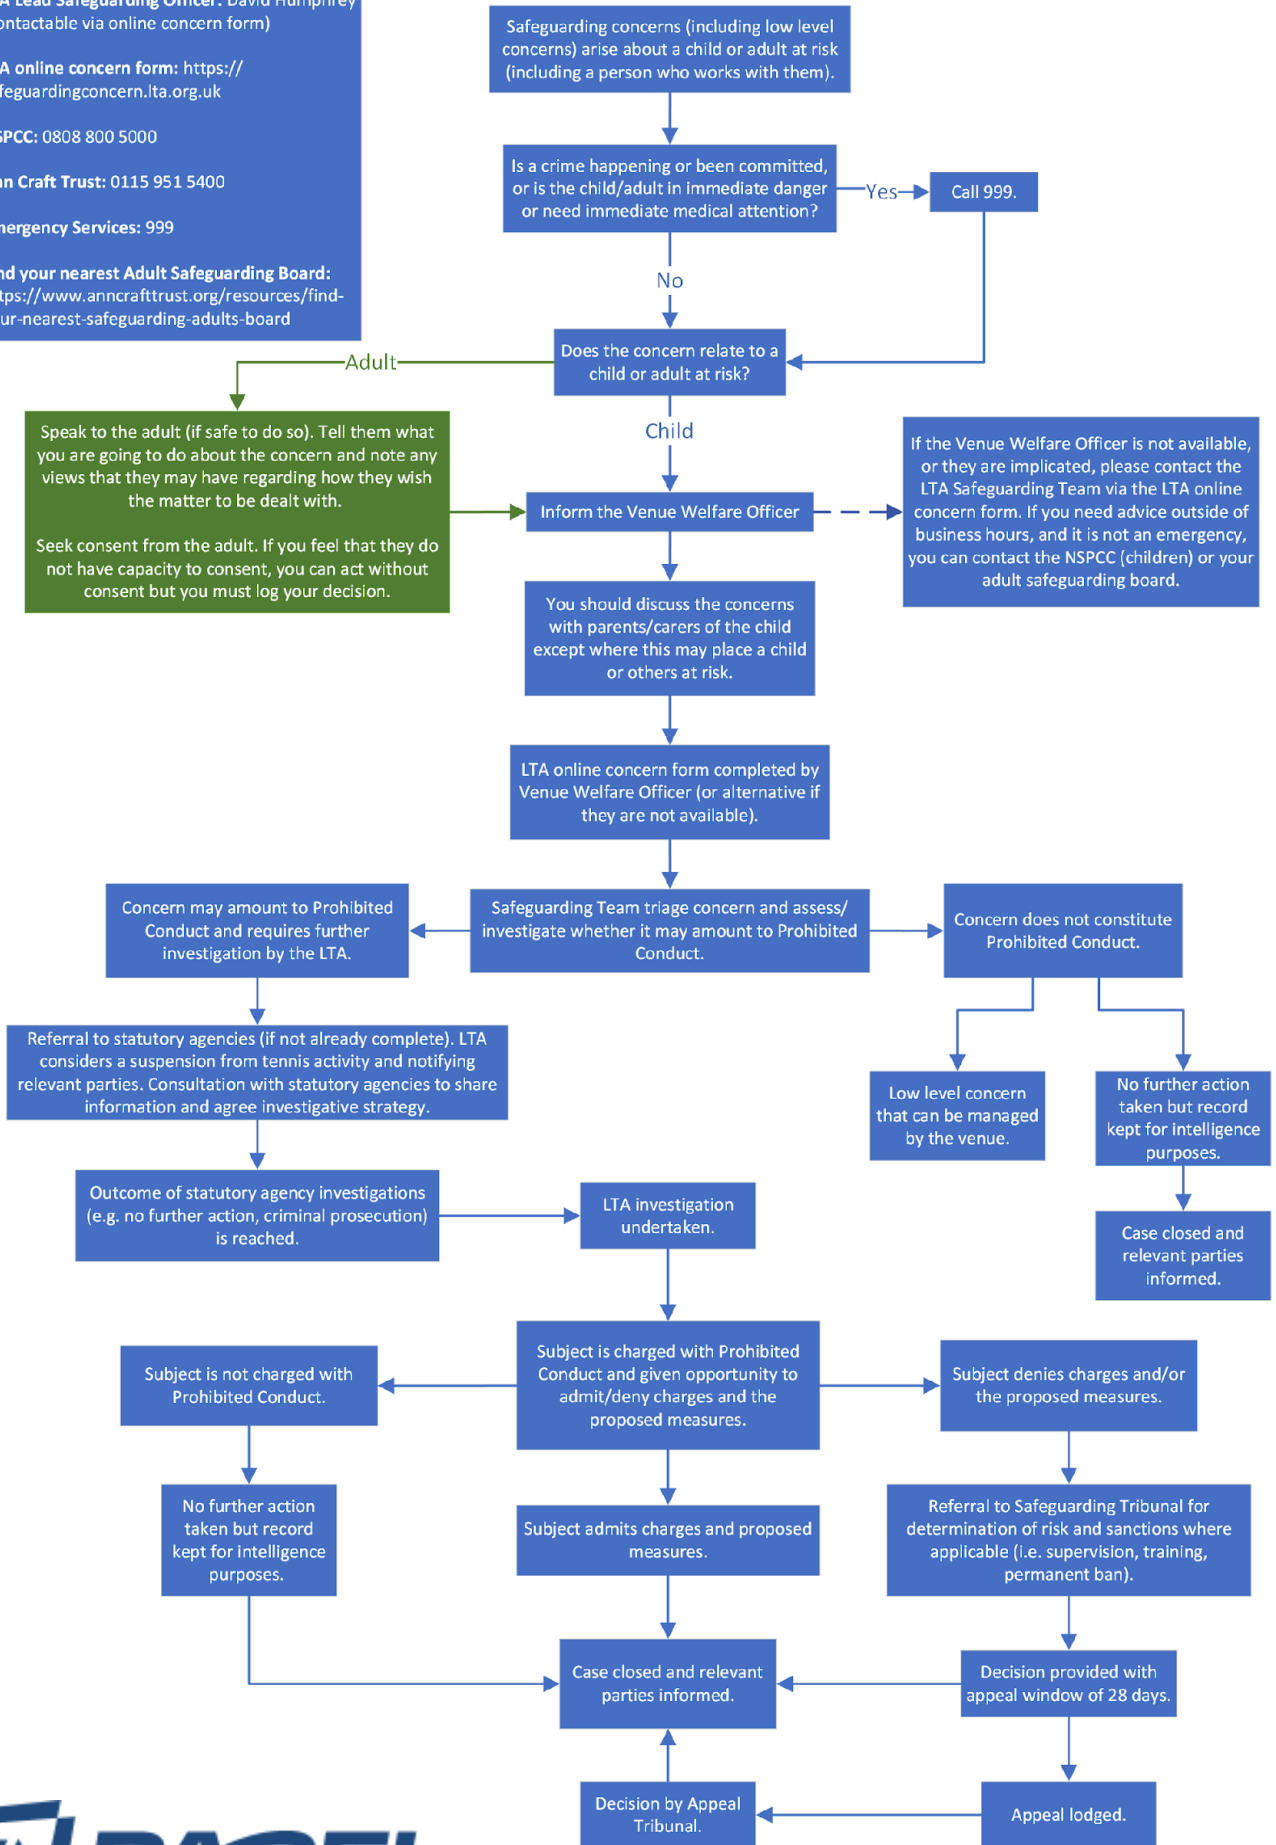 A Lead Safeguarding Officer: David Humphrey
ontactable via online concern form)
A online concern form: https://
feguardingconcern.lta.org.uk
SPCC: 0808 800 5000
nn Craft Trust: 0115 951 5400
mergency Services: 999
nd your nearest Adult Safeguarding Board:
tps://www.anncrafttrust.org/resources/find-
ur-nearest-safeguarding-adults-board
Safeguarding concerns (including low level
concerns) arise about a child or adult at risk
(including a person who works with them).
Is a crime happening or been committed,
or is the child/adult in immediate danger
or need immediate medical attention?
Yes
Call 999.
No
Does the concern relate to a
child or adult at risk?
Adult
Child
Speak to the adult (if safe to do so). Tell them what
you are going to do about the concern and note any
views that they may have regarding how they wish
the matter to be dealt with.
Seek consent from the adult. If you feel that they do
not have capacity to consent, you can act without
consent but you must log your decision.
Inform the Venue Welfare Officer
If the Venue Welfare Officer is not available,
or they are implicated, please contact the
LTA Safeguarding Team via the LTA online
concern form. If you need advice outside of
business hours, and it is not an emergency,
you can contact the NSPCC (children) or your
adult safeguarding board.
You should discuss the concerns
with parents/carers of the child
except where this may place a child
or others at risk.
LTA online concern form completed by
Venue Welfare Officer (or alternative if
they are not available).
Concern may amount to Prohibited
Conduct and requires further
investigation by the LTA.
Safeguarding Team triage concern and assess/
investigate whether it may amount to Prohibited
Conduct.
Concern does not constitute
Prohibited Conduct.
Referral to statutory agencies (if not already complete). LTA
considers a suspension from tennis activity and notifying
relevant parties. Consultation with statutory agencies to share
information and agree investigative strategy.
Low level concern
that can be managed
by the venue.
No further action
taken but record
kept for intelligence
purposes.
Outcome of statutory agency investigations
(e.g. no further action, criminal prosecution)
is reached.
LTA investigation
undertaken.
Case closed and
relevant parties
informed.
Subject is not charged with
Prohibited Conduct.
Subject is charged with Prohibited
Conduct and given opportunity to
admit/deny charges and the
proposed measures.
Subject denies charges and/or
the proposed measures.
No further action
taken but record
kept for intelligence
purposes.
Subject admits charges and proposed
measures.
Referral to Safeguarding Tribunal for
determination of risk and sanctions where
applicable (i.e. supervision, training,
permanent ban).
Case closed and relevant
parties informed.
Decision provided with
appeal window of 28 days.
Decision by Appeal
Tribunal.
Appeal lodged.